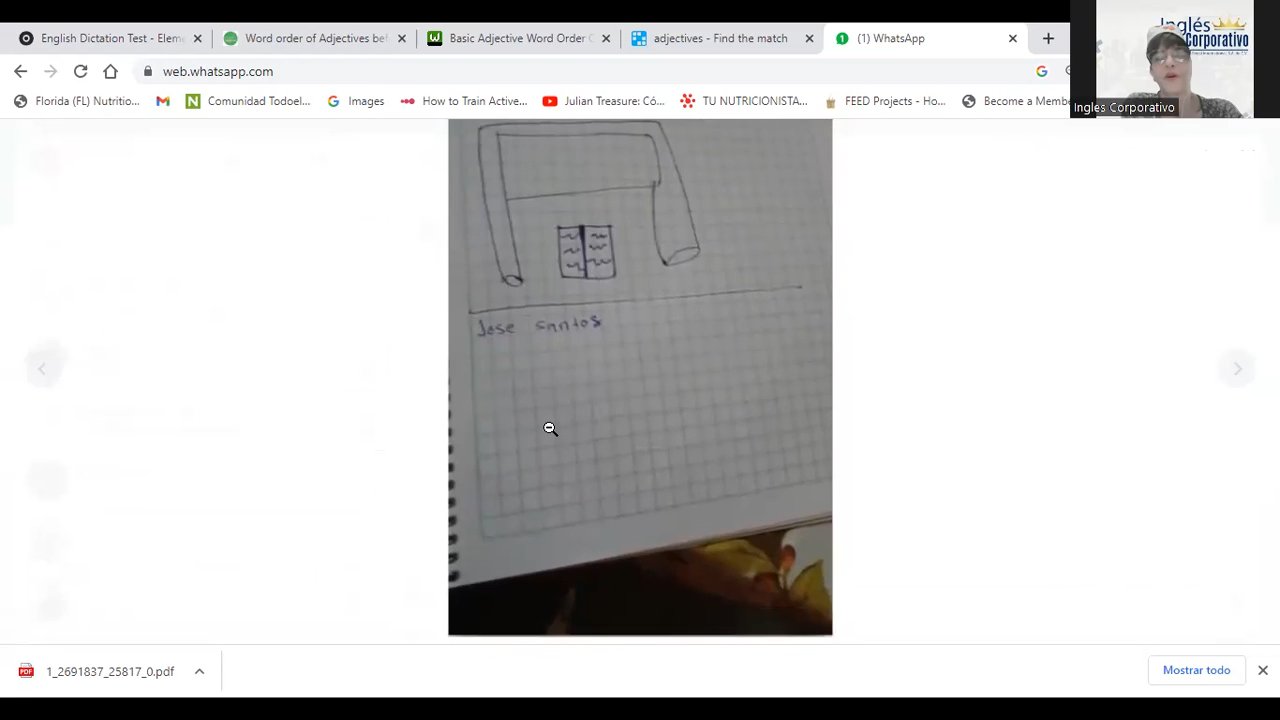 English Dictation Test - Eleme
Word order of Adjectives bef
Basic Adjective Word Order
adjectives - Find the match
(1) WhatsApp
web.whatsapp.com
Florida (FL) Nutritio...
Comunidad Todoel...
Images
How to Train Active...
Julian Treasure: Có...
TU NUTRICIONISTA...
FEED Projects - Ho...
Become a Membe
Inglés
Corporativo
Ingles Corporativo
Jose santos
1_2691837_25817_0.pdf
Mostrar todo